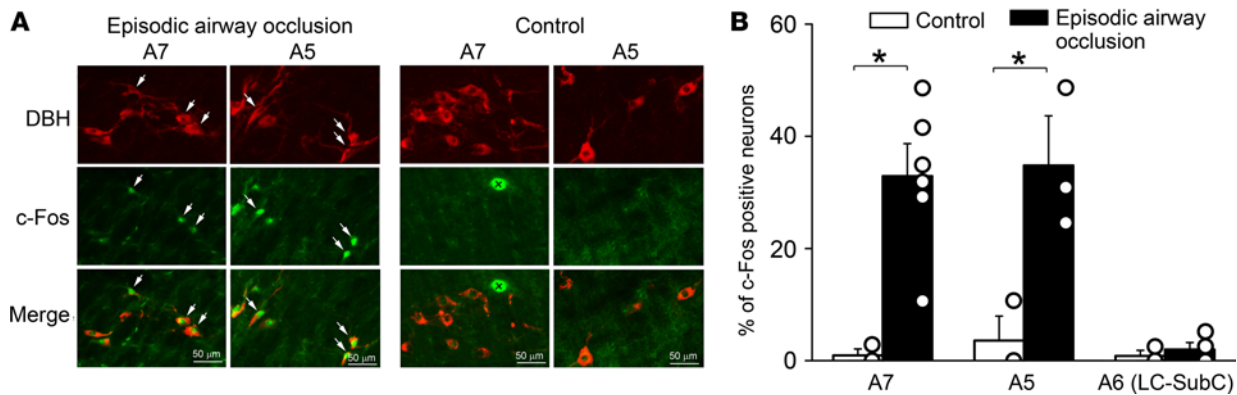 A
Episodic airway occlusion Control
A7 A5 A7 A5
DBH
c-Fos
Merge
50 µm 50 µm 50 µm 50 µm
B
Control Episodic airway
occlusion
% of c-Fos positive neurons
60
40
20
0
* *
A7 A5 A6 (LC-SubC)